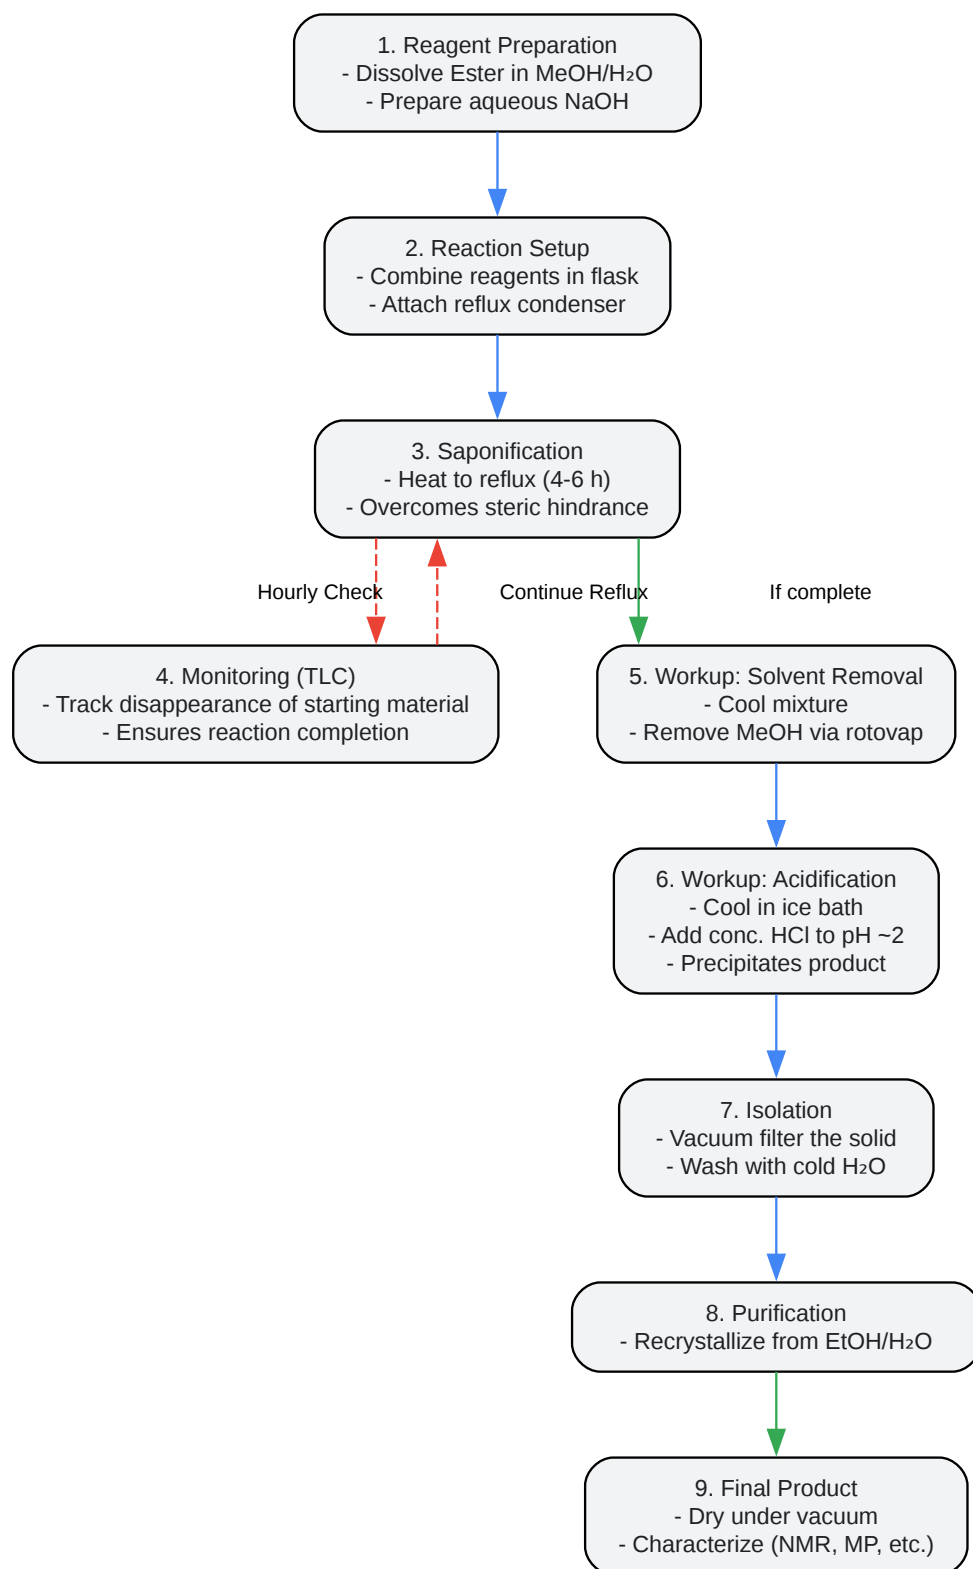 1. Reagent Preparation
- Dissolve Ester in MeOH/H₂O
- Prepare aqueous NaOH
2. Reaction Setup
- Combine reagents in flask
- Attach reflux condenser
3. Saponification
- Heat to reflux (4-6 h)
- Overcomes steric hindrance
Hourly Check
Continue Reflux
If complete
4. Monitoring (TLC)
- Track disappearance of starting material
- Ensures reaction completion
5. Workup: Solvent Removal
- Cool mixture
- Remove MeOH via rotovap
6. Workup: Acidification
- Cool in ice bath
- Add conc. HCl to pH ~2
- Precipitates product
7. Isolation
- Vacuum filter the solid
- Wash with cold H₂O
8. Purification
- Recrystallize from EtOH/H₂O
9. Final Product
- Dry under vacuum
- Characterize (NMR, MP, etc.)